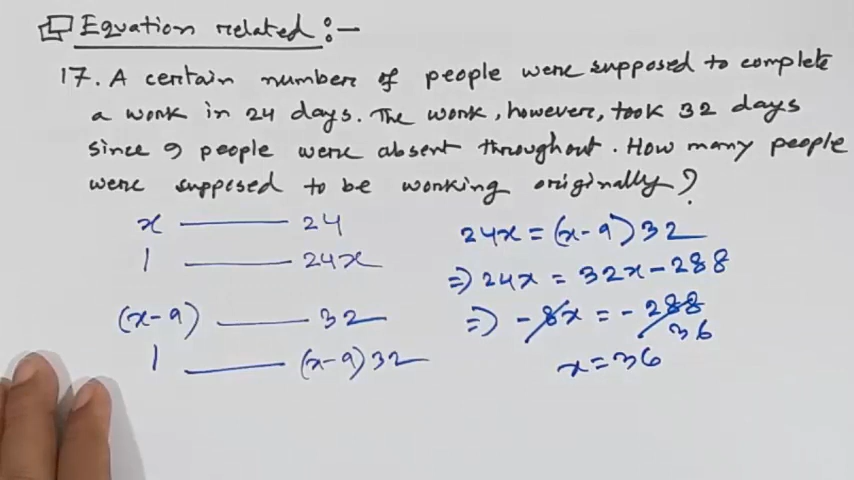 Equation related :-
17. A certain number of people were supposed to complete
a work in 24 days. The work, however, took 32 days
since 9 people were absent throughout. How many people
were supposed to be working originally?
x —— 24
1 —— 24x
(x-9) —— 32
1 —— (x-9)32
24x = (x-9)32
=> 24x = 32x-288
=> -8x = -288
36
x = 36